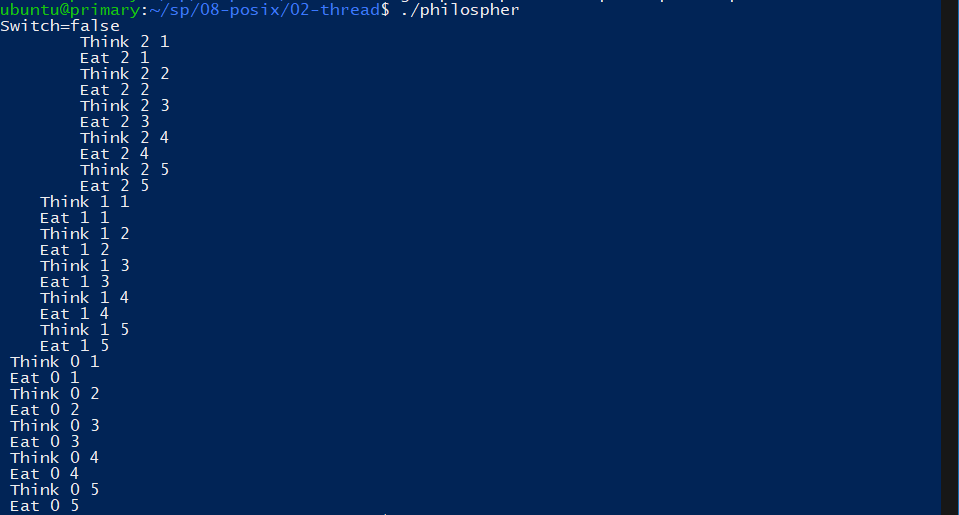 ubuntu@primary:~/sp/08-posix/02-thread$ ./philospher
Switch=false
Think 2 1
Eat 2 1
Think 2 2
Eat 2 2
Think 2 3
Eat 2 3
Think 2 4
Eat 2 4
Think 2 5
Eat 2 5
Think 1 1
Eat 1 1
Think 1 2
Eat 1 2
Think 1 3
Eat 1 3
Think 1 4
Eat 1 4
Think 1 5
Eat 1 5
Think 0 1
Eat 0 1
Think 0 2
Eat 0 2
Think 0 3
Eat 0 3
Think 0 4
Eat 0 4
Think 0 5
Eat 0 5